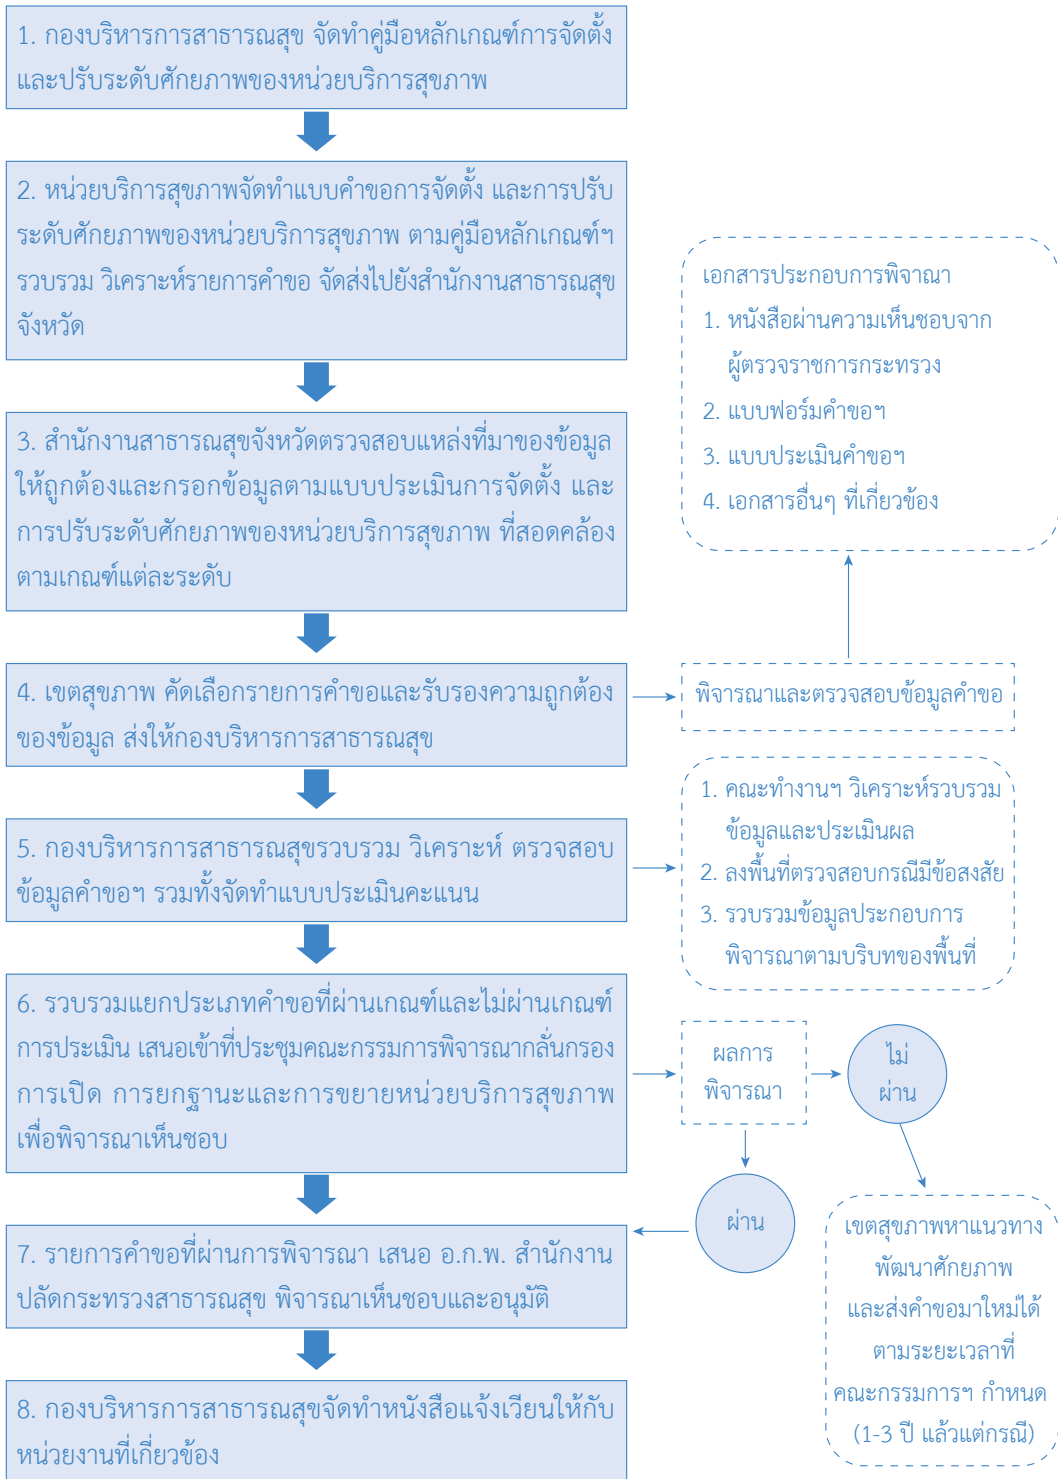 1. กองบริหารการสาธารณสุข จัดทำคู่มือหลักเกณฑ์การจัดตั้ง
และปรับระดับศักยภาพของหน่วยบริการสุขภาพ
2. หน่วยบริการสุขภาพจัดทำแบบคำขอการจัดตั้ง และการปรับ
ระดับศักยภาพของหน่วยบริการสุขภาพ ตามคู่มือหลักเกณฑ์ฯ
รวบรวม วิเคราะห์รายการคำขอ จัดส่งไปยังสำนักงานสาธารณสุข
จังหวัด
3. สำนักงานสาธารณสุขจังหวัดตรวจสอบแหล่งที่มาของข้อมูล
ให้ถูกต้องและกรอกข้อมูลตามแบบประเมินการจัดตั้ง และ
การปรับระดับศักยภาพของหน่วยบริการสุขภาพ ที่สอดคล้อง
ตามเกณฑ์แต่ละระดับ
เอกสารประกอบการพิจาณา
1. หนังสือผ่านความเห็นชอบจาก
ผู้ตรวจราชการกระทรวง
2. แบบฟอร์มคำขอฯ
3. แบบประเมินคำขอฯ
4. เอกสารอื่นๆ ที่เกี่ยวข้อง
4. เขตสุขภาพ คัดเลือกรายการคำขอและรับรองความถูกต้อง
ของข้อมูล ส่งให้กองบริหารการสาธารณสุข
พิจารณาและตรวจสอบข้อมูลคำขอ
5. กองบริหารการสาธารณสุขรวบรวม วิเคราะห์ ตรวจสอบ
ข้อมูลคำขอฯ รวมทั้งจัดทำแบบประเมินคะแนน
1. คณะทำงานฯ วิเคราะห์รวบรวม
ข้อมูลและประเมินผล
2. ลงพื้นที่ตรวจสอบกรณีมีข้อสงสัย
3. รวบรวมข้อมูลประกอบการ
พิจารณาตามบริบทของพื้นที่
6. รวบรวมแยกประเภทคำขอที่ผ่านเกณฑ์และไม่ผ่านเกณฑ์
การประเมิน เสนอเข้าที่ประชุมคณะกรรมการพิจารณากลั่นกรอง
การเปิด การยกฐานะและการขยายหน่วยบริการสุขภาพ
เพื่อพิจารณาเห็นชอบ
ผลการ
พิจารณา
ไม่
ผ่าน
ผ่าน
7. รายการคำขอที่ผ่านการพิจารณา เสนอ อ.ก.พ. สำนักงาน
ปลัดกระทรวงสาธารณสุข พิจารณาเห็นชอบและอนุมัติ
เขตสุขภาพหาแนวทาง
พัฒนาศักยภาพ
และส่งคำขอมาใหม่ได้
ตามระยะเวลาที่
คณะกรรมการฯ กำหนด
(1-3 ปี แล้วแต่กรณี)
8. กองบริหารการสาธารณสุขจัดทำหนังสือแจ้งเวียนให้กับ
หน่วยงานที่เกี่ยวข้อง